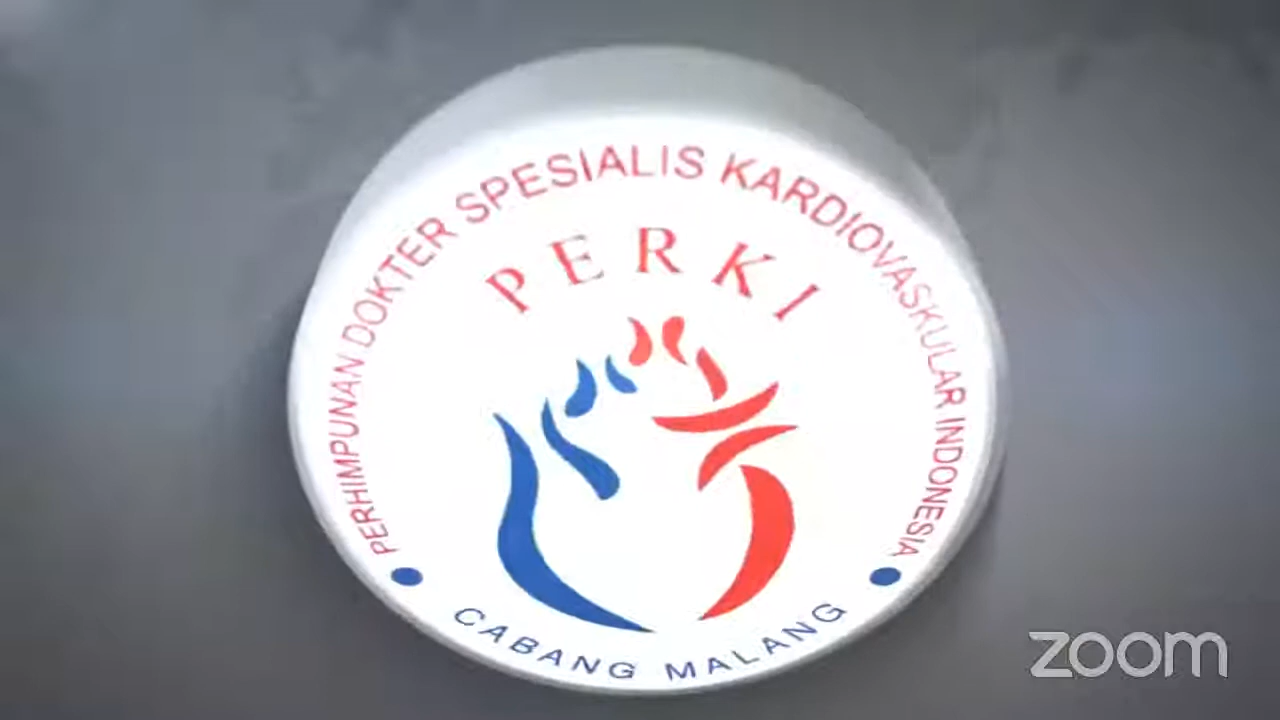 PERHIMPUNAN DOKTER SPESIALIS KARDIOVASKULAR INDONESIA
PERKI
CABANG MALANG
zoom